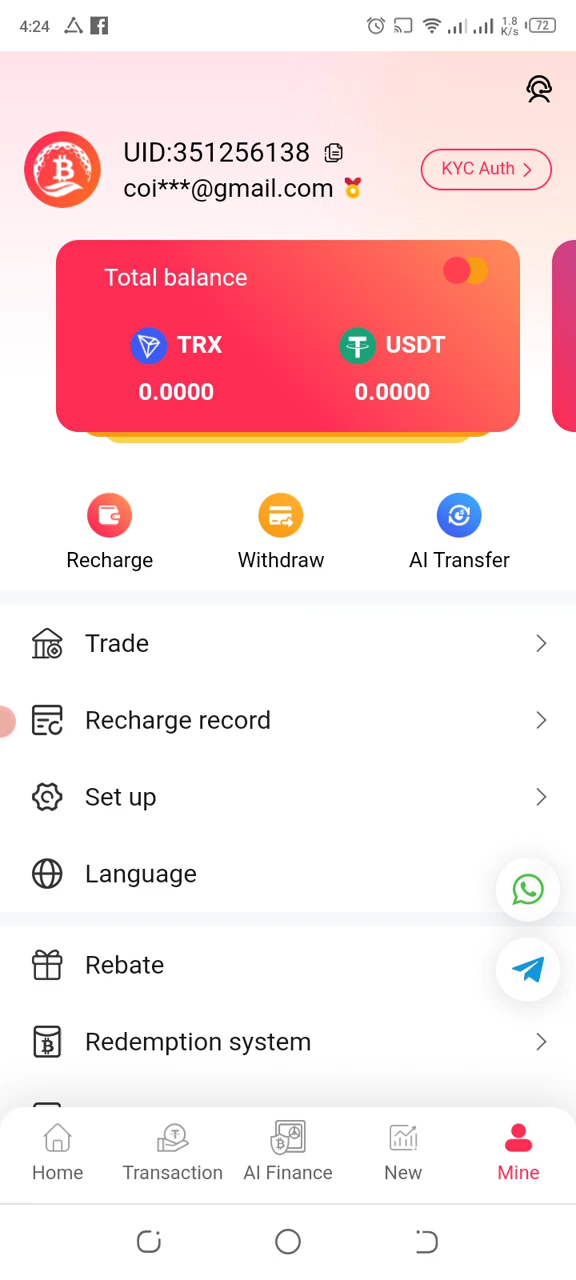 4:24
1.8 K/s
72
UID:351256138
coi***@gmail.com
KYC Auth
Total balance
TRX
USDT
0.0000
0.0000
Recharge
Withdraw
AI Transfer
Trade
Recharge record
Set up
Language
Rebate
Redemption system
Home
Transaction
AI Finance
New
Mine